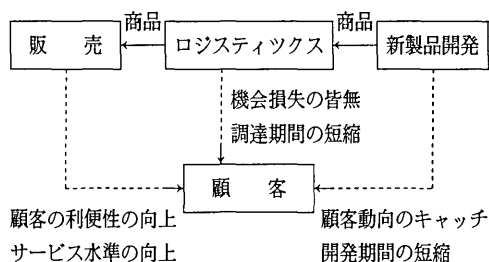 商品 商品
販 売 ロジスティックス 新製品開発
機会損失の皆無
調達期間の短縮
顧 客
顧客の利便性の向上 顧客動向のキャッチ
サービス水準の向上 開発期間の短縮